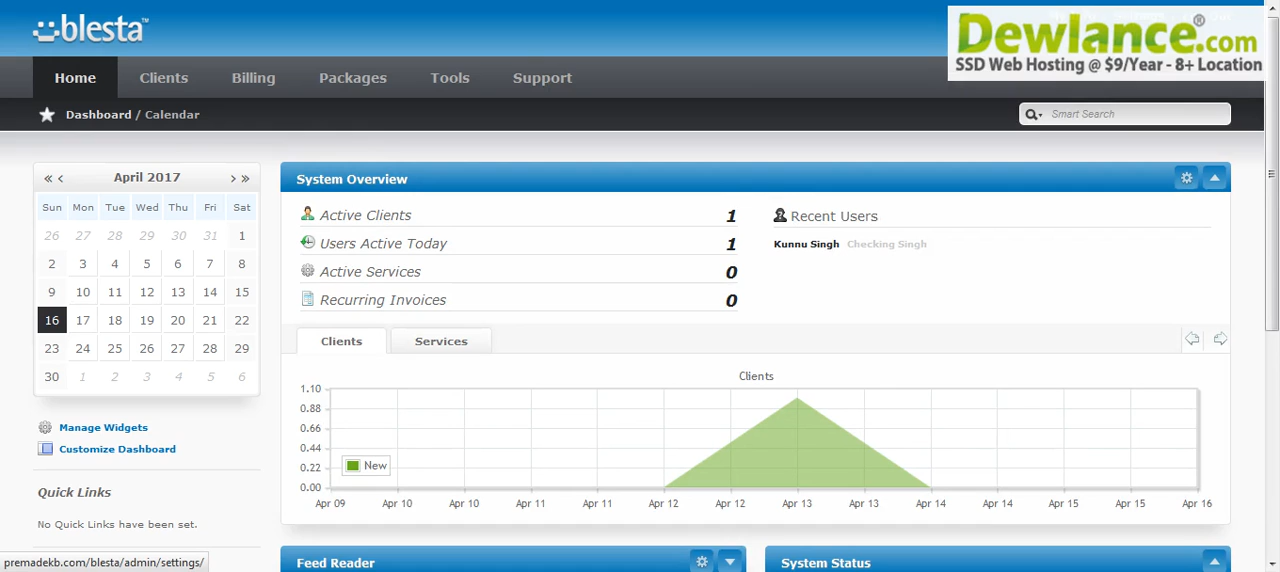 blesta™
Dewlance®.com
SSD Web Hosting @ $9/Year - 8+ Location
Home Clients Billing Packages Tools Support
Dashboard / Calendar
Smart Search
« ‹ April 2017 › »
Sun Mon Tue Wed Thu Fri Sat
26 27 28 29 30 31 1
2 3 4 5 6 7 8
9 10 11 12 13 14 15
16 17 18 19 20 21 22
23 24 25 26 27 28 29
30 1 2 3 4 5 6
Manage Widgets
Customize Dashboard
Quick Links
No Quick Links have been set.
System Overview
Active Clients 1
Users Active Today 1
Active Services 0
Recurring Invoices 0
Recent Users
Kunnu Singh Checking Singh
Clients Services
Clients
1.10
0.88
0.66
0.44
0.22
0.00
New
Apr 09 Apr 10 Apr 10 Apr 11 Apr 11 Apr 12 Apr 12 Apr 13 Apr 13 Apr 14 Apr 14 Apr 15 Apr 15 Apr 16
Feed Reader
System Status
premadekb.com/blesta/admin/settings/